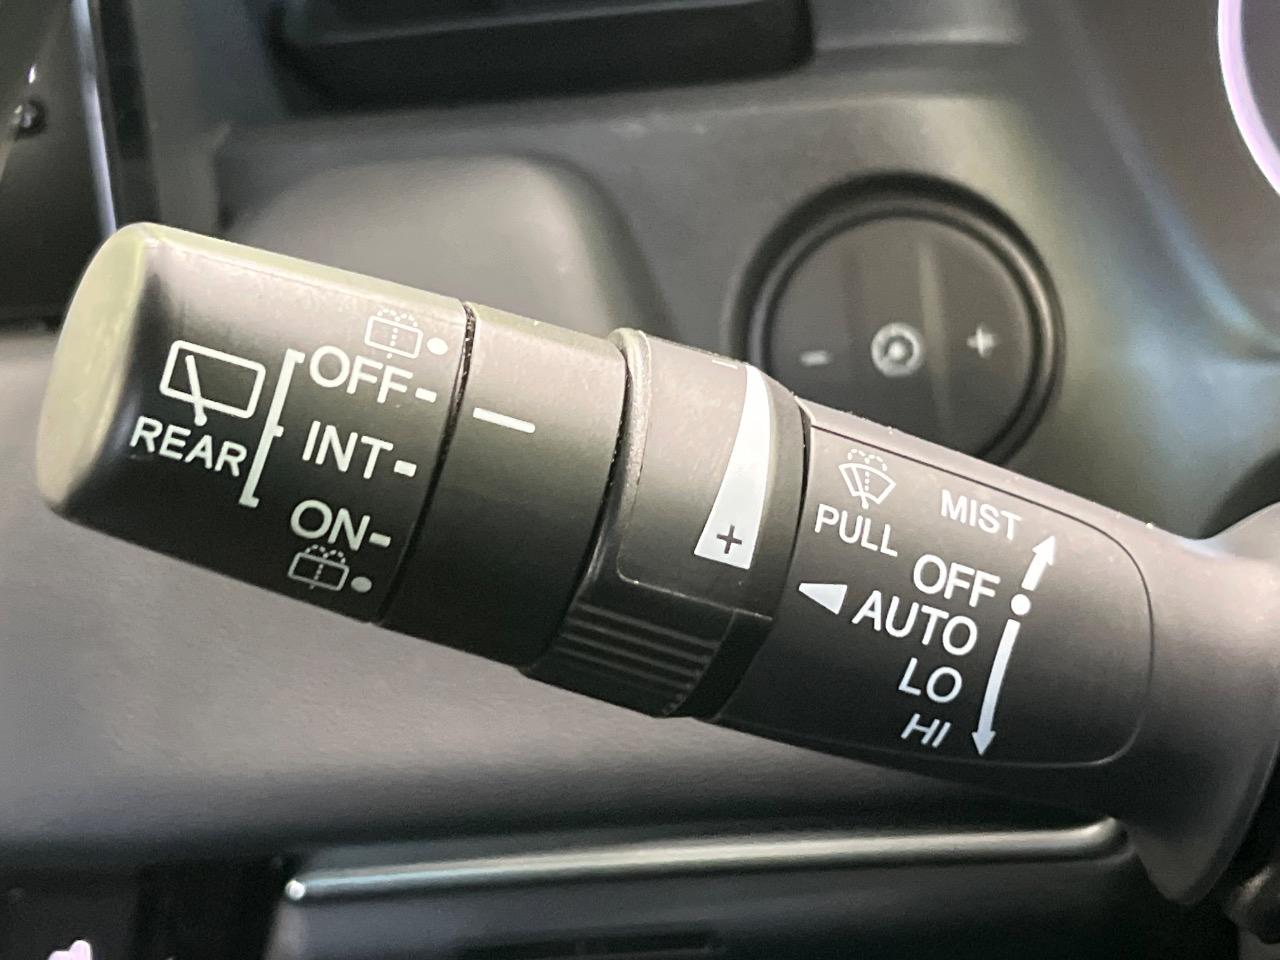 REAR
OFF-
INT-
ON-
—
+
PULL
MIST
OFF
AUTO
LO
HI
-
+